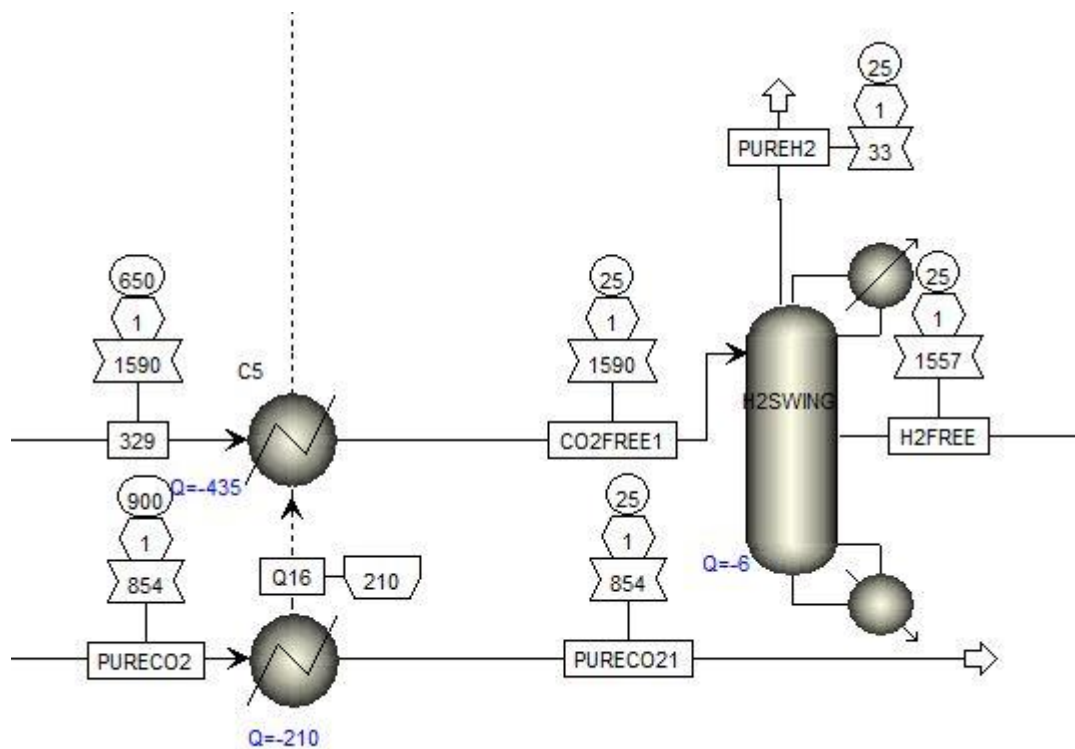 25
1
PUREH2
33
650
1
1590
C5
25
1
1590
25
1
1557
H2SWING
329
CO2FREE1
H2FREE
Q=-435
900
1
854
25
1
854
Q16
210
Q=-6
PURECO2
PURECO21
Q=-210